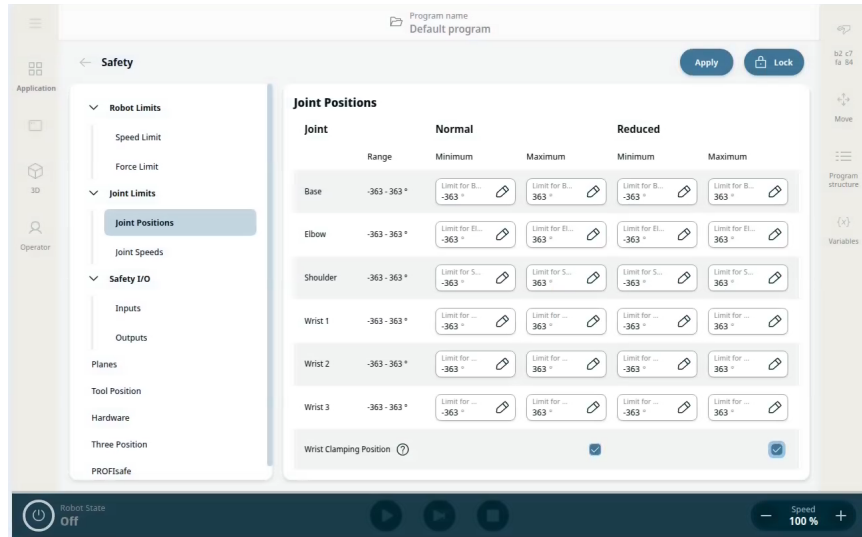 Program name
Default program
Safety
Apply
Lock
b2 c7
fa 84
Application
Move
3D
Program
structure
Operator
{x}
Variables
Robot Limits
Speed Limit
Force Limit
Joint Limits
Joint Positions
Joint Speeds
Safety I/O
Inputs
Outputs
Planes
Tool Position
Hardware
Three Position
PROFIsafe
Joint Positions
Joint Normal Reduced
Range Minimum Maximum Minimum Maximum
Limit for B... Limit for B... Limit for B... Limit for B...
Base -363 - 363 ° -363 ° 363 ° -363 ° 363 °
Limit for El... Limit for El... Limit for El... Limit for El...
Elbow -363 - 363 ° -363 ° 363 ° -363 ° 363 °
Limit for S... Limit for S... Limit for S... Limit for S...
Shoulder -363 - 363 ° -363 ° 363 ° -363 ° 363 °
Limit for ... Limit for ... Limit for ... Limit for ...
Wrist 1 -363 - 363 ° -363 ° 363 ° -363 ° 363 °
Limit for ... Limit for ... Limit for ... Limit for ...
Wrist 2 -363 - 363 ° -363 ° 363 ° -363 ° 363 °
Limit for ... Limit for ... Limit for ... Limit for ...
Wrist 3 -363 - 363 ° -363 ° 363 ° -363 ° 363 °
Wrist Clamping Position ?
Robot State
Off
Speed
100 %